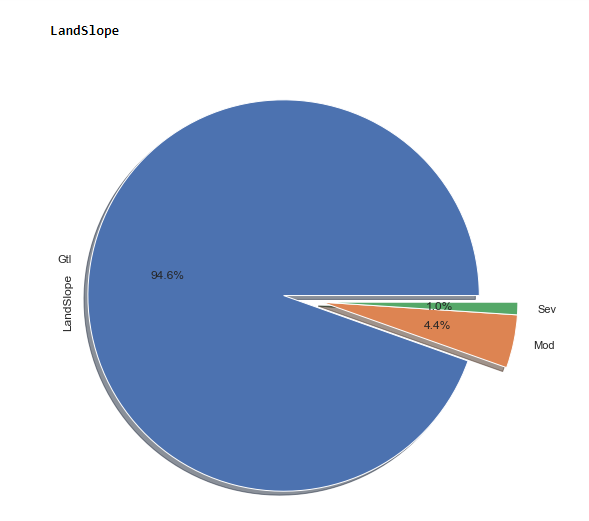 LandSlope
Gtl
94.6%
LandSlope
1.0%
Sev
4.4%
Mod